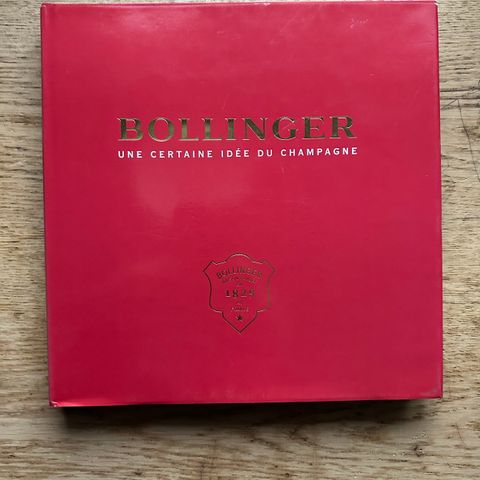 BOLLINGER
UNE CERTAINE IDÉE DU CHAMPAGNE
BOLLINGER
1829